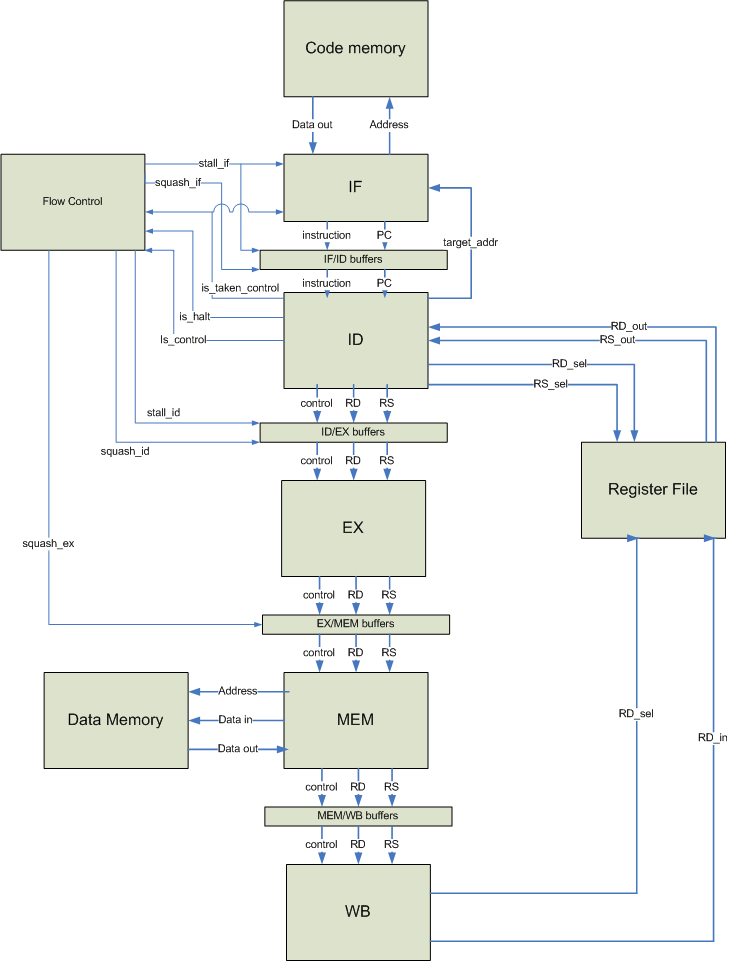 Code memory
Data out
Address
stall_if
IF
squash_if
Flow Control
instruction
PC
target_addr
IF/ID buffers
is_taken_control
instruction
PC
is_halt
RD_out
ID
Is_control
RS_out
RD_sel
RS_sel
control
RD
RS
stall_id
ID/EX buffers
squash_id
control
RD
RS
Register File
EX
squash_ex
control
RD
RS
EX/MEM buffers
control
RD
RS
Address
Data Memory
Data in
MEM
RD_sel
RD_in
Data out
control
RD
RS
MEM/WB buffers
control
RD
RS
WB